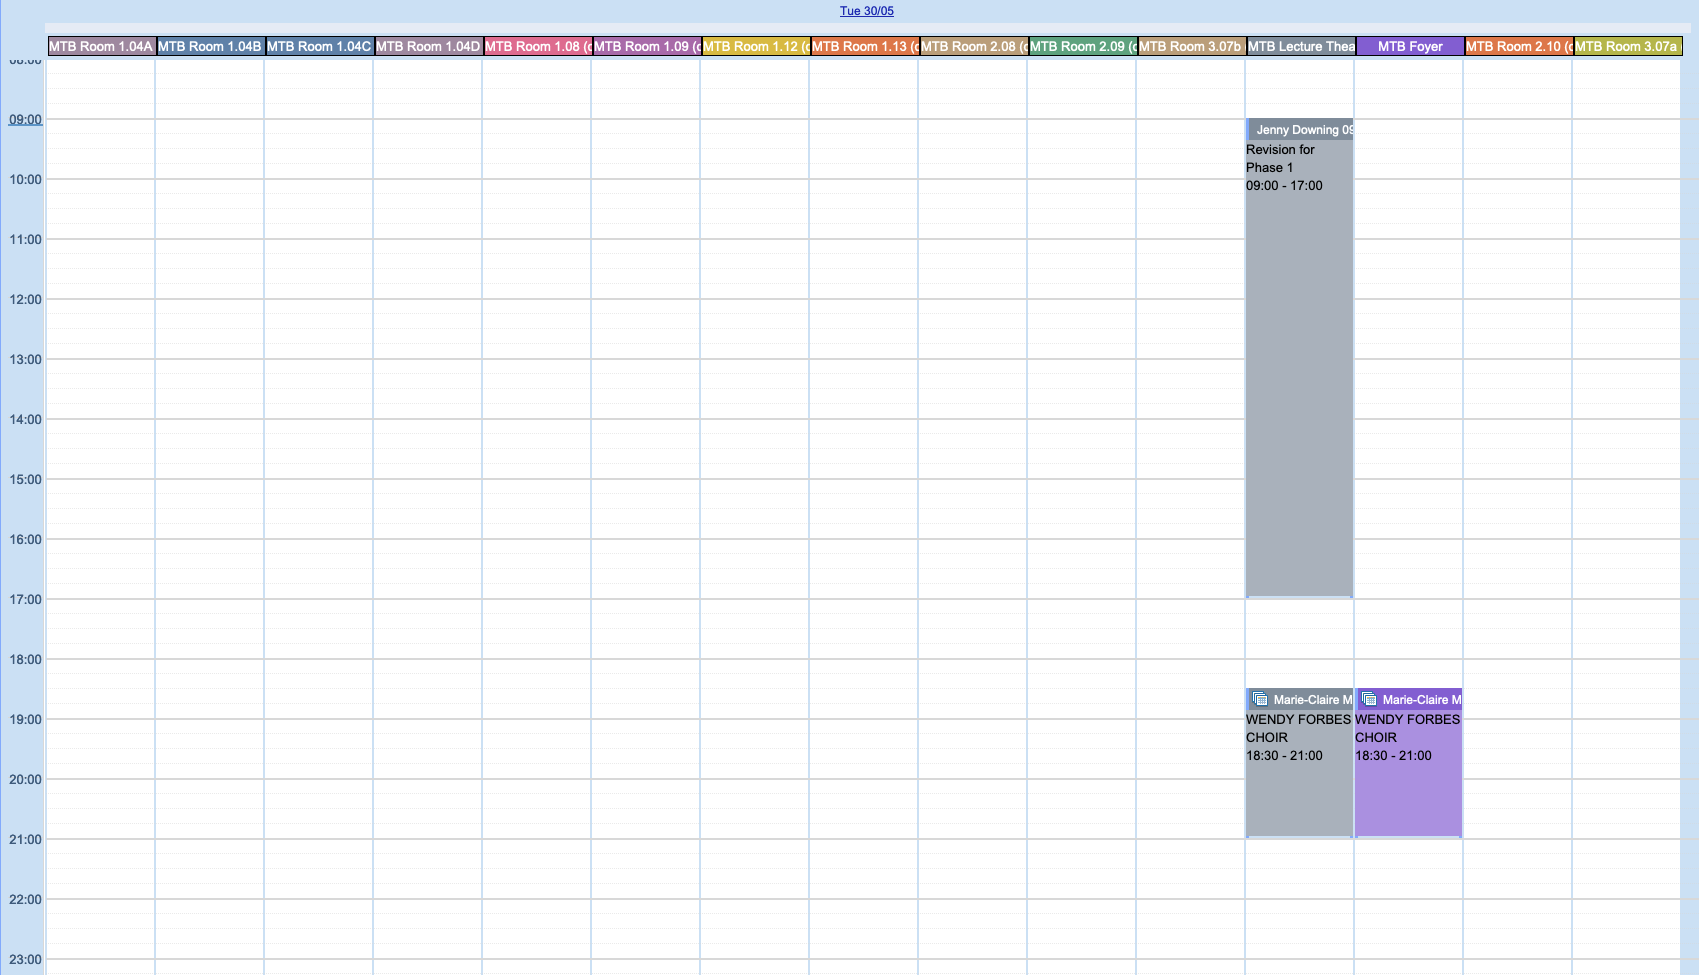 Tue 30/05
MTB Room 1.04A MTB Room 1.04B MTB Room 1.04C MTB Room 1.04D MTB Room 1.08 MTB Room 1.09 MTB Room 1.12 MTB Room 1.13 MTB Room 2.08 MTB Room 2.09 MTB Room 3.07b MTB Lecture MTB Foyer MTB Room 2.10 MTB Room 3.07a
09:00
Jenny Downing 09
Revision for
Phase 1
09:00 - 17:00
10:00
11:00
12:00
13:00
14:00
15:00
16:00
17:00
18:00
Marie-Claire M Marie-Claire M
19:00
WENDY FORBES WENDY FORBES
CHOIR CHOIR
18:30 - 21:00 18:30 - 21:00
20:00
21:00
22:00
23:00